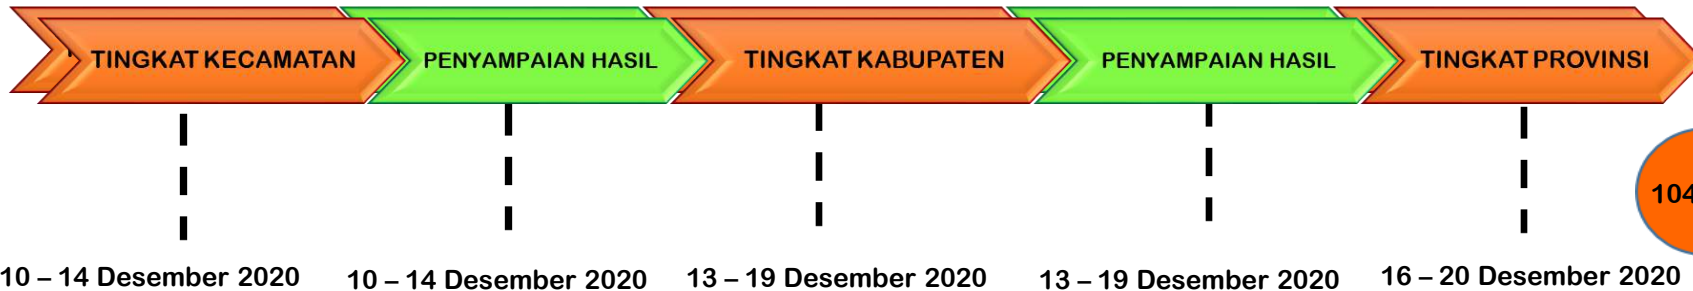 TINGKAT KECAMATAN
PENYAMPAIAN HASIL
TINGKAT KABUPATEN
PENYAMPAIAN HASIL
TINGKAT PROVINSI
104
10 – 14 Desember 2020
10 – 14 Desember 2020
13 – 19 Desember 2020
13 – 19 Desember 2020
16 – 20 Desember 2020